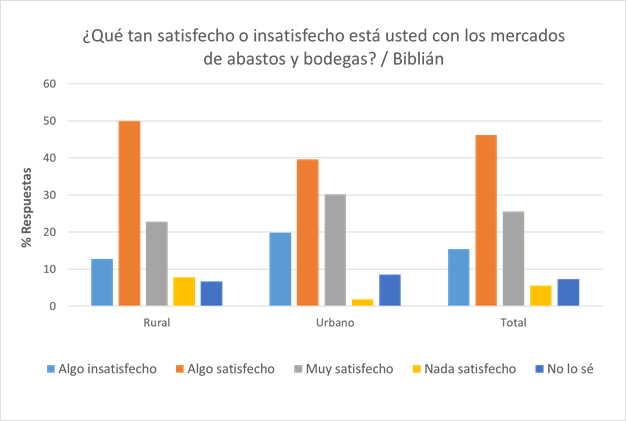 ¿Qué tan satisfecho o insatisfecho está usted con los mercados
de abastos y bodegas? / Biblián
% Respuestas
60
50
40
30
20
10
0
Rural
Urbano
Total
Algo insatisfecho
Algo satisfecho
Muy satisfecho
Nada satisfecho
No lo sé